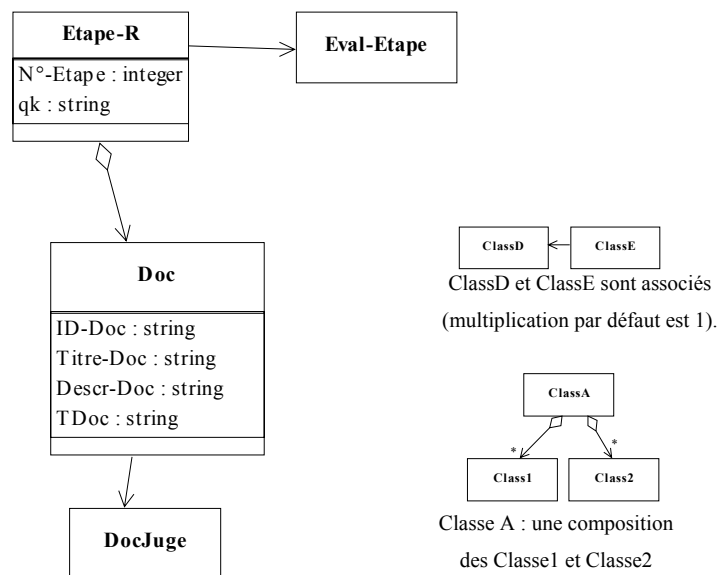 Etape-R
N°-Etape : integer
qk : string
Eval-Etape
Doc
ID-Doc : string
Titre-Doc : string
Descr-Doc : string
TDoc : string
DocJuge
ClassD
ClassE
ClassD et ClassE sont associés
(multiplication par défaut est 1).
ClassA
*
*
Class1
Class2
Classe A : une composition
des Classe1 et Classe2